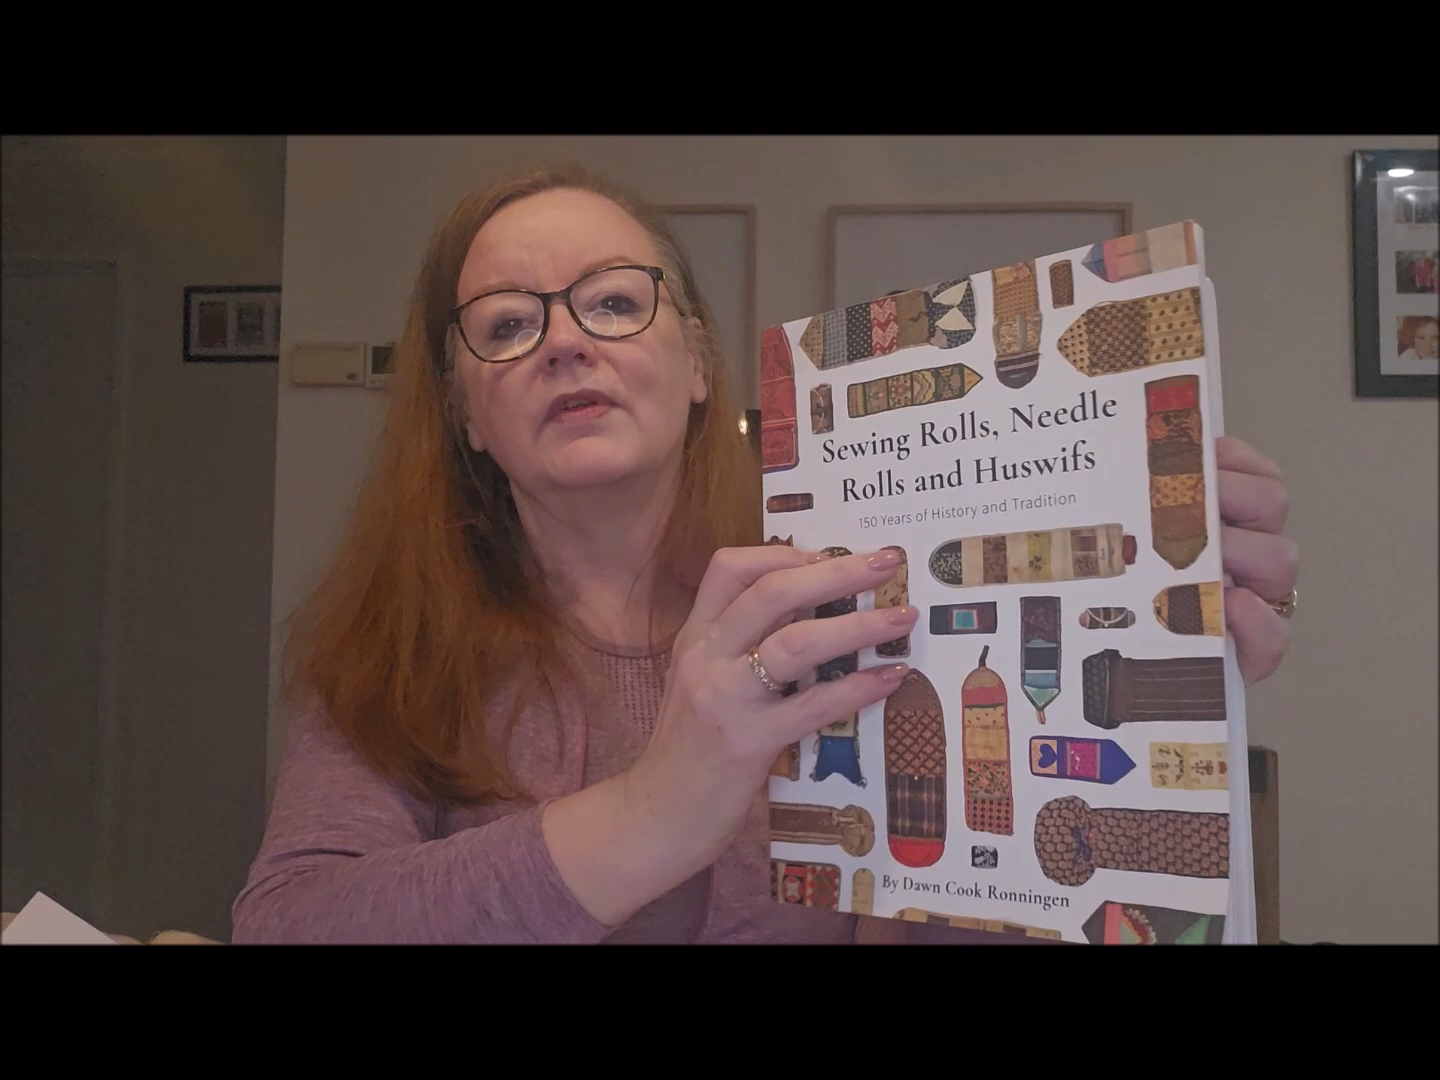 Sewing Rolls, Needle
Rolls and Huswifs
150 Years of History and Tradition
By Dawn Cook Ronningen